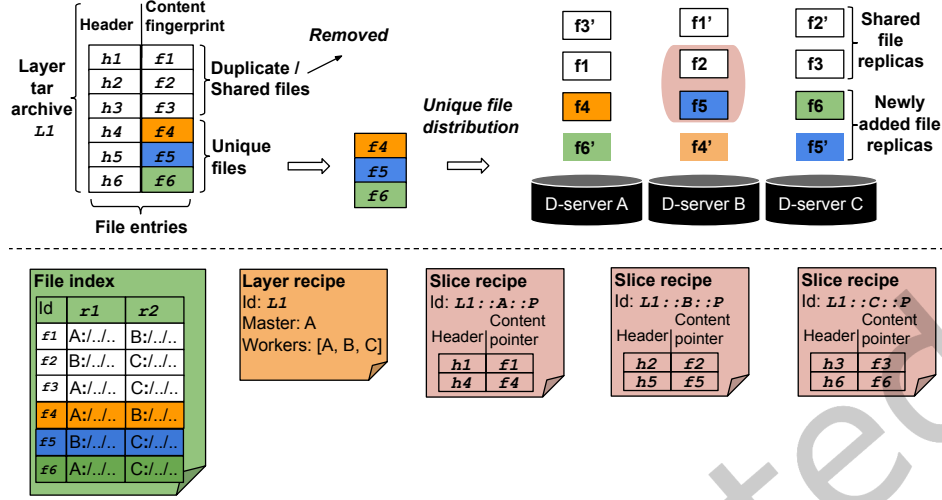 Header
Content
fingerprint
Layer
tar
archive
L1
h1 f1
h2 f2
h3 f3
h4 f4
h5 f5
h6 f6
File entries
Duplicate /
Shared files
Removed
Unique
files
f4
f5
f6
Unique file
distribution
f3' f1' f2'
f1 f2 f3
f4 f5 f6
f6' f4' f5'
D-server A D-server B D-server C
Shared
file
replicas
Newly
added file
replicas
File index
Id r1 r2
f1 A:/../.. B:/../..
f2 B:/../.. C:/../..
f3 A:/../.. C:/../..
f4 A:/../.. B:/../..
f5 B:/../.. C:/../..
f6 A:/../.. C:/../..
Layer recipe
Id: L1
Master: A
Workers: [A, B, C]
Slice recipe
Id: L1::A::P
Header
Content
pointer
h1 f1
h4 f4
Slice recipe
Id: L1::B::P
Header
Content
pointer
h2 f2
h5 f5
Slice recipe
Id: L1::C::P
Header
Content
pointer
h3 f3
h6 f6